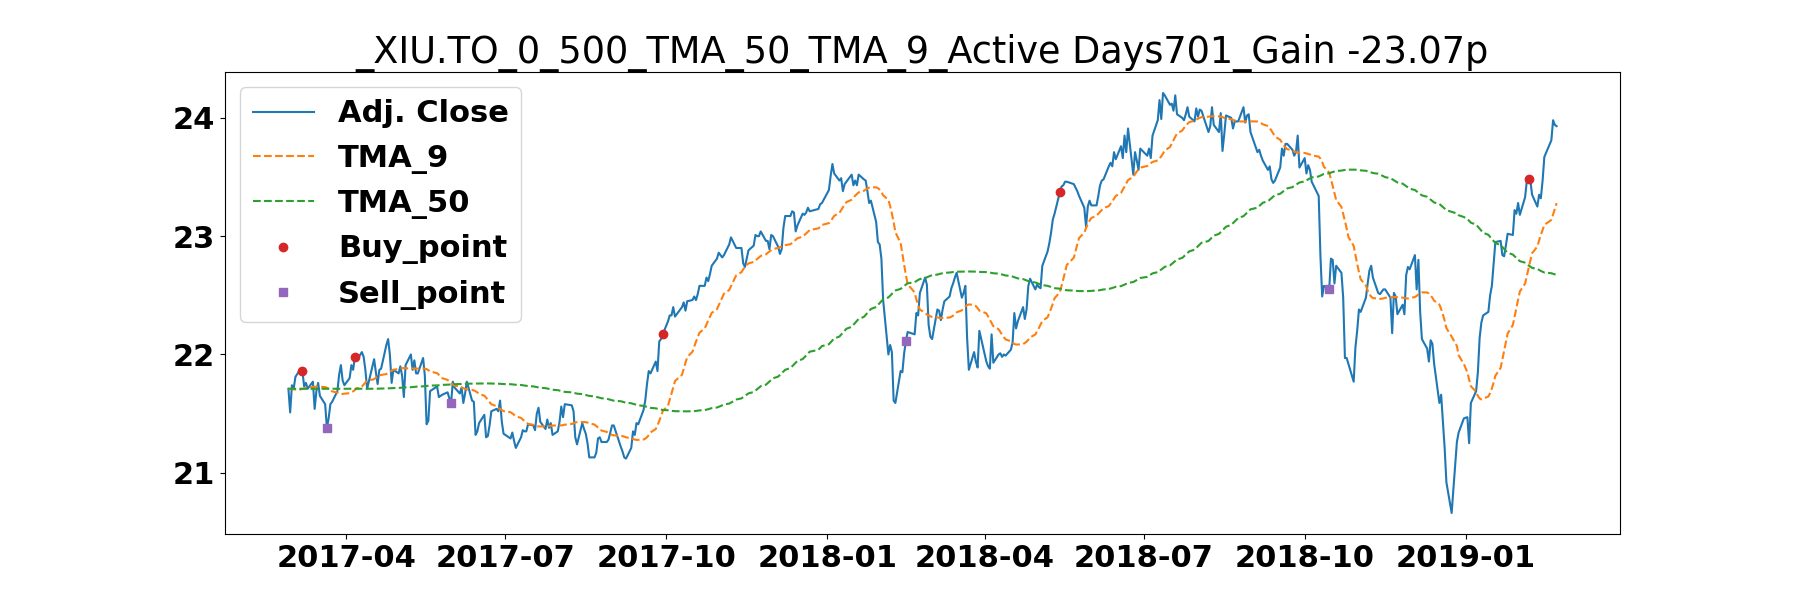 _XIU.TO_0_500_TMA_50_TMA_9_Active Days701_Gain -23.07p
Adj. Close
TMA_9
TMA_50
Buy_point
Sell_point
24
23
22
21
2017-04 2017-07 2017-10 2018-01 2018-04 2018-07 2018-10 2019-01